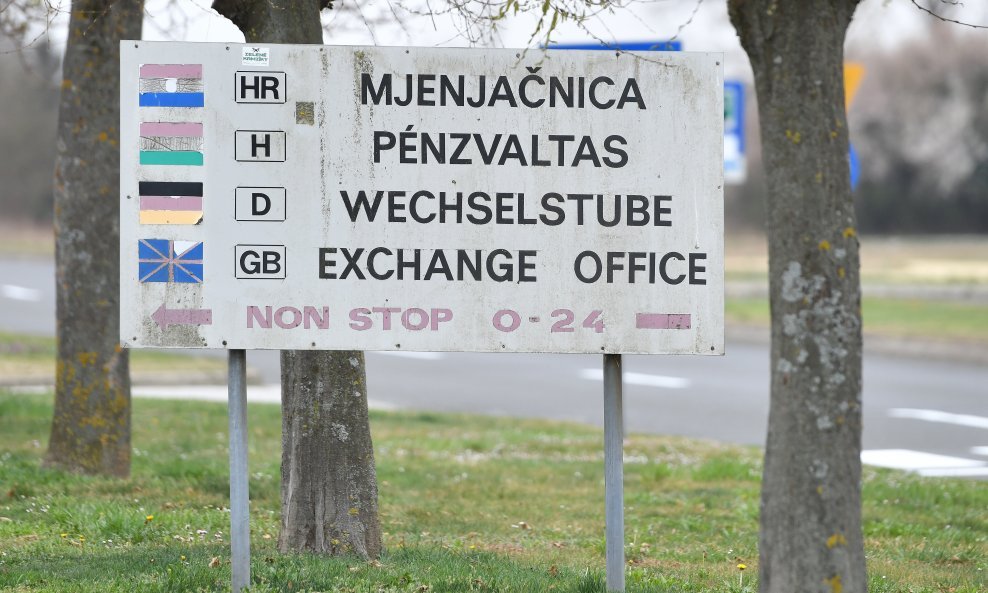 HR MJENJAČNICA
H PÉNZVALTAS
D WECHSELSTUBE
GB EXCHANGE OFFICE
NON STOP 0-24